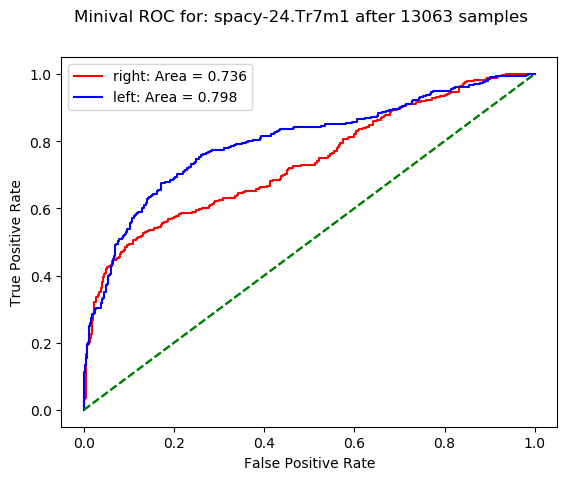 Minival ROC for: spacy-24.Tr7m1 after 13063 samples
right: Area = 0.736
left: Area = 0.798
True Positive Rate
1.0
0.8
0.6
0.4
0.2
0.0
0.0 0.2 0.4 0.6 0.8 1.0
False Positive Rate